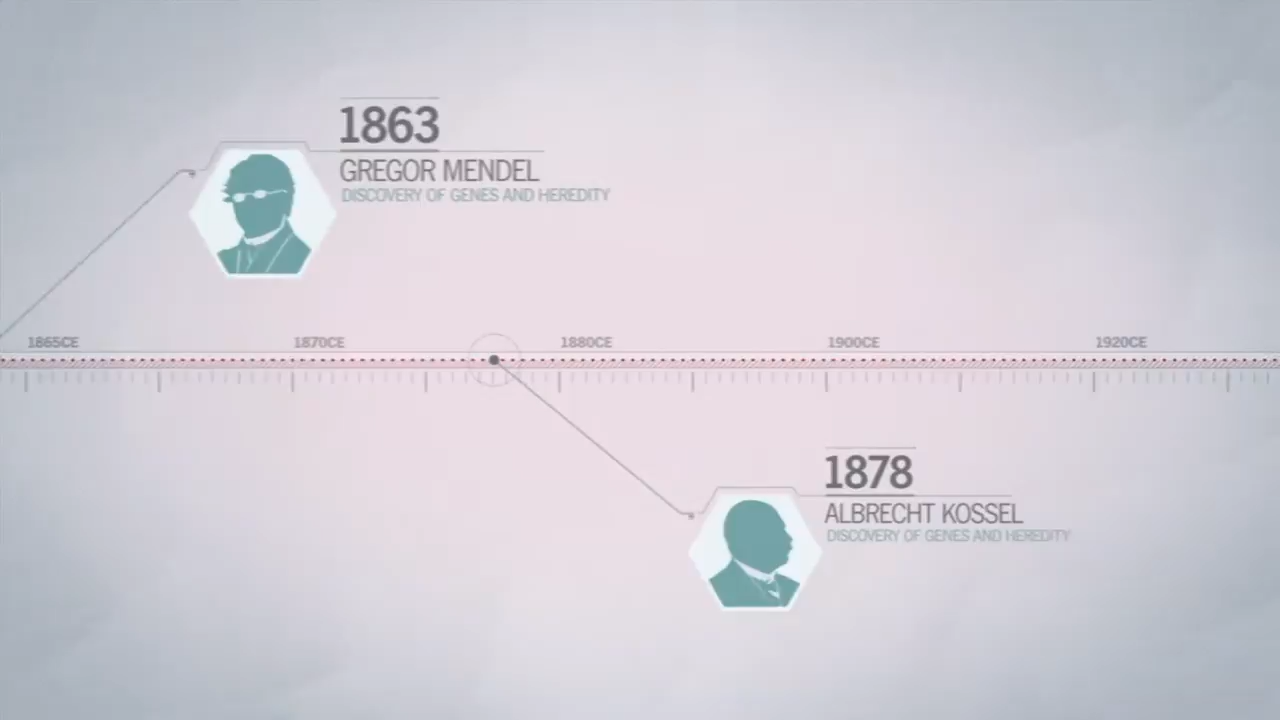 1863
GREGOR MENDEL
DISCOVERY OF GENES AND HEREDITY
1865CE
1870CE
1880CE
1900CE
1920CE
1878
ALBRECHT KOSSEL
DISCOVERY OF GENES AND HEREDITY